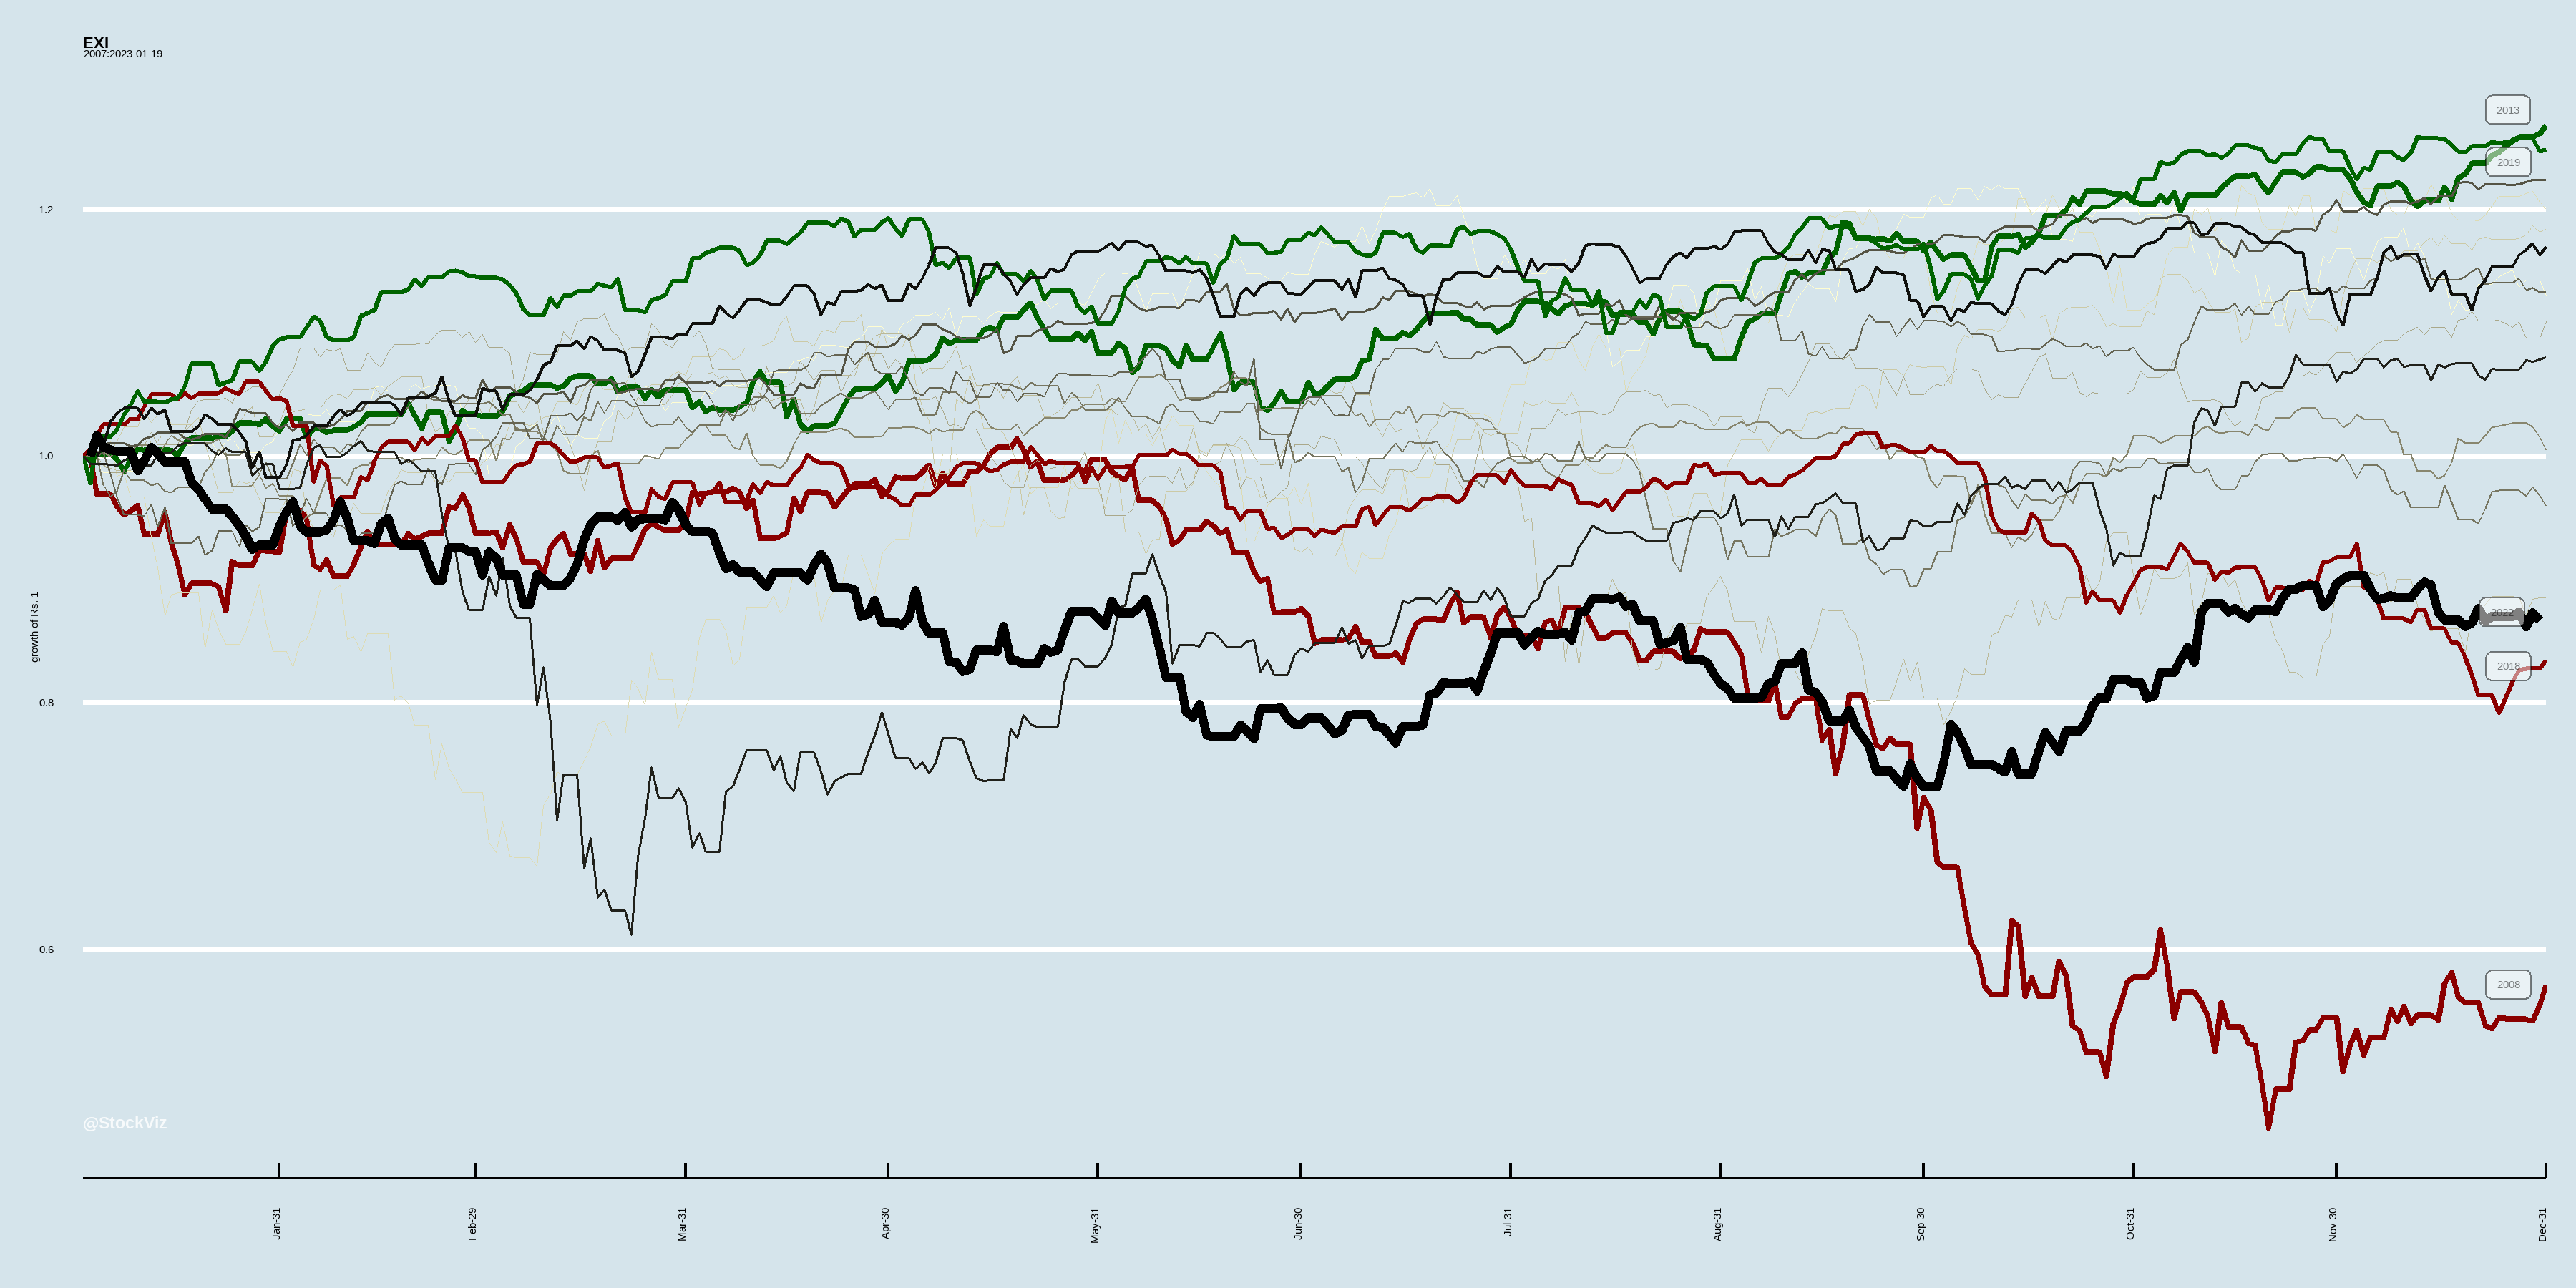 EXI
2007:2023-01-19
2013
2019
1.2
1.0
growth of Rs. 1
2022
2018
0.8
0.6
2008
@StockViz
Jan-31
Feb-29
Mar-31
Apr-30
May-31
Jun-30
Jul-31
Aug-31
Sep-30
Oct-31
Nov-30
Dec-31